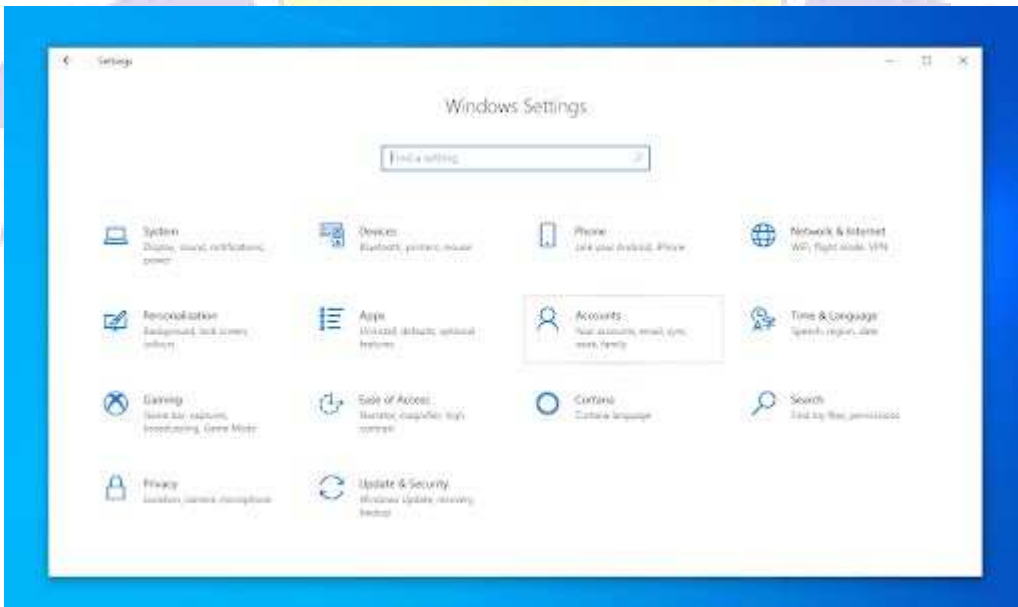 Settings
Windows Settings
Find a setting
System
Display, sound, notifications,
power
Devices
Bluetooth, printers, mouse
Phone
Link your Android, iPhone
Network & Internet
WiFi, flight mode, VPN
Personalisation
Background, lock screen,
colours
Apps
Uninstall, defaults, optional
features
Accounts
Your accounts, email, sync,
work, family
Time & Language
Speech, region, date
Gaming
Game bar, captures,
broadcasting, Game Mode
Ease of Access
Narrator, magnifier, high
contrast
Cortana
Cortana language
Search
Find my files, permissions
Privacy
Location, camera, microphone
Update & Security
Windows Update, recovery,
backup